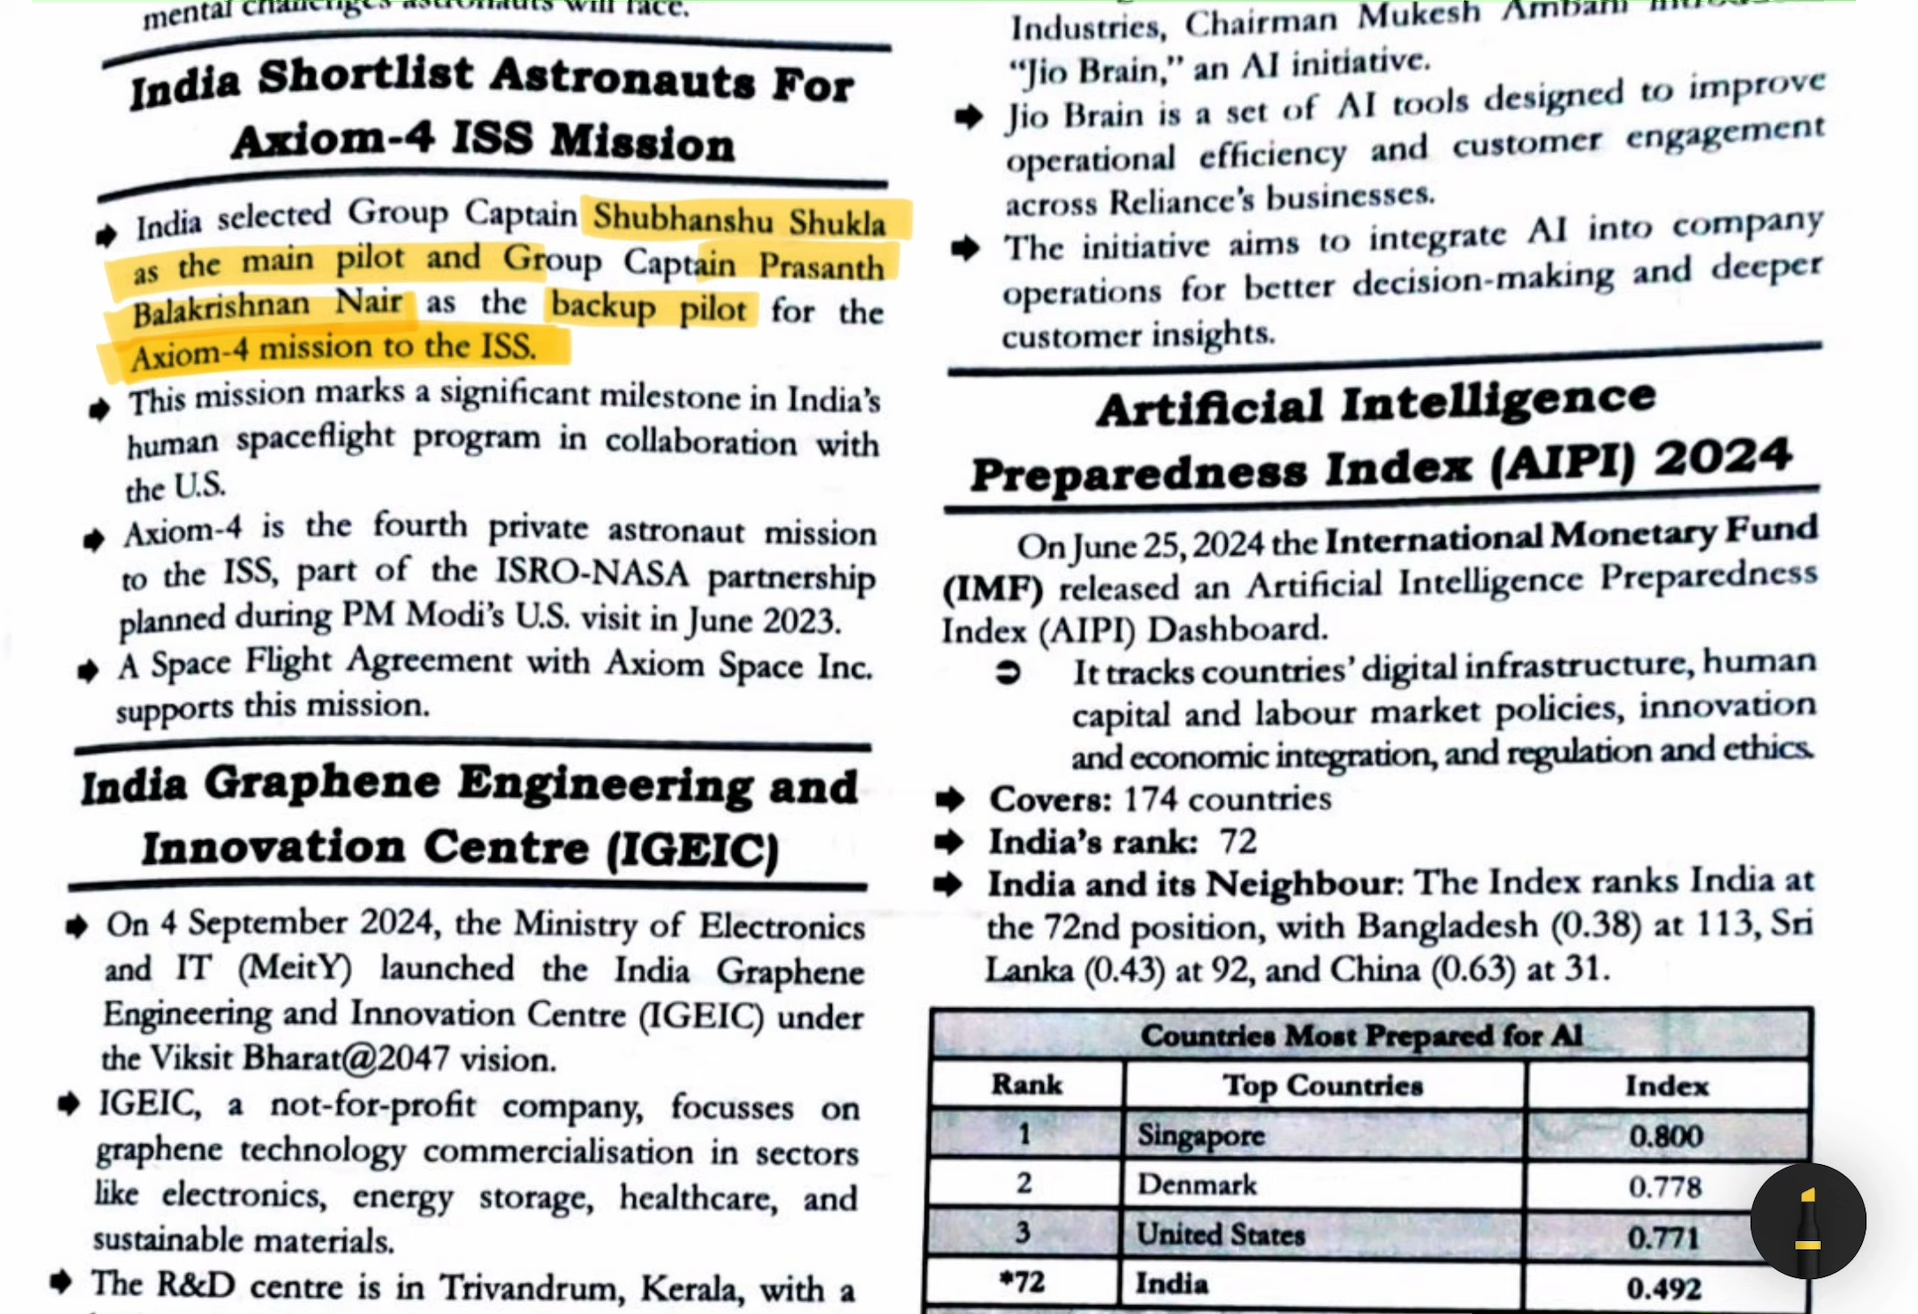 mental challenges astronauts will face.
India Shortlist Astronauts For
Axiom-4 ISS Mission
India selected Group Captain Shubhanshu Shukla
as the main pilot and Group Captain Prasanth
Balakrishnan Nair as the backup pilot for the
Axiom-4 mission to the ISS.
This mission marks a significant milestone in India's
human spaceflight program in collaboration with
the U.S.
Axiom-4 is the fourth private astronaut mission
to the ISS, part of the ISRO-NASA partnership
planned during PM Modi's U.S. visit in June 2023.
A Space Flight Agreement with Axiom Space Inc.
supports this mission.
India Graphene Engineering and
Innovation Centre (IGEIC)
On 4 September 2024, the Ministry of Electronics
and IT (MeitY) launched the India Graphene
Engineering and Innovation Centre (IGEIC) under
the Viksit Bharat@2047 vision.
IGEIC, a not-for-profit company, focusses on
graphene technology commercialisation in sectors
like electronics, energy storage, healthcare, and
sustainable materials.
The R&D centre is in Trivandrum, Kerala, with a
Industries, Chairman Mukesh Ambani
"Jio Brain," an AI initiative.
Jio Brain is a set of AI tools designed to improve
operational efficiency and customer engagement
across Reliance's businesses.
The initiative aims to integrate AI into company
operations for better decision-making and deeper
customer insights.
Artificial Intelligence
Preparedness Index (AIPI) 2024
On June 25, 2024 the International Monetary Fund
(IMF) released an Artificial Intelligence Preparedness
Index (AIPI) Dashboard.
It tracks countries' digital infrastructure, human
capital and labour market policies, innovation
and economic integration, and regulation and ethics.
Covers: 174 countries
India's rank: 72
India and its Neighbour: The Index ranks India at
the 72nd position, with Bangladesh (0.38) at 113, Sri
Lanka (0.43) at 92, and China (0.63) at 31.
Countries Most Prepared for AI
Rank Top Countries Index
1 Singapore 0.800
2 Denmark 0.778
3 United States 0.771
*72 India 0.492